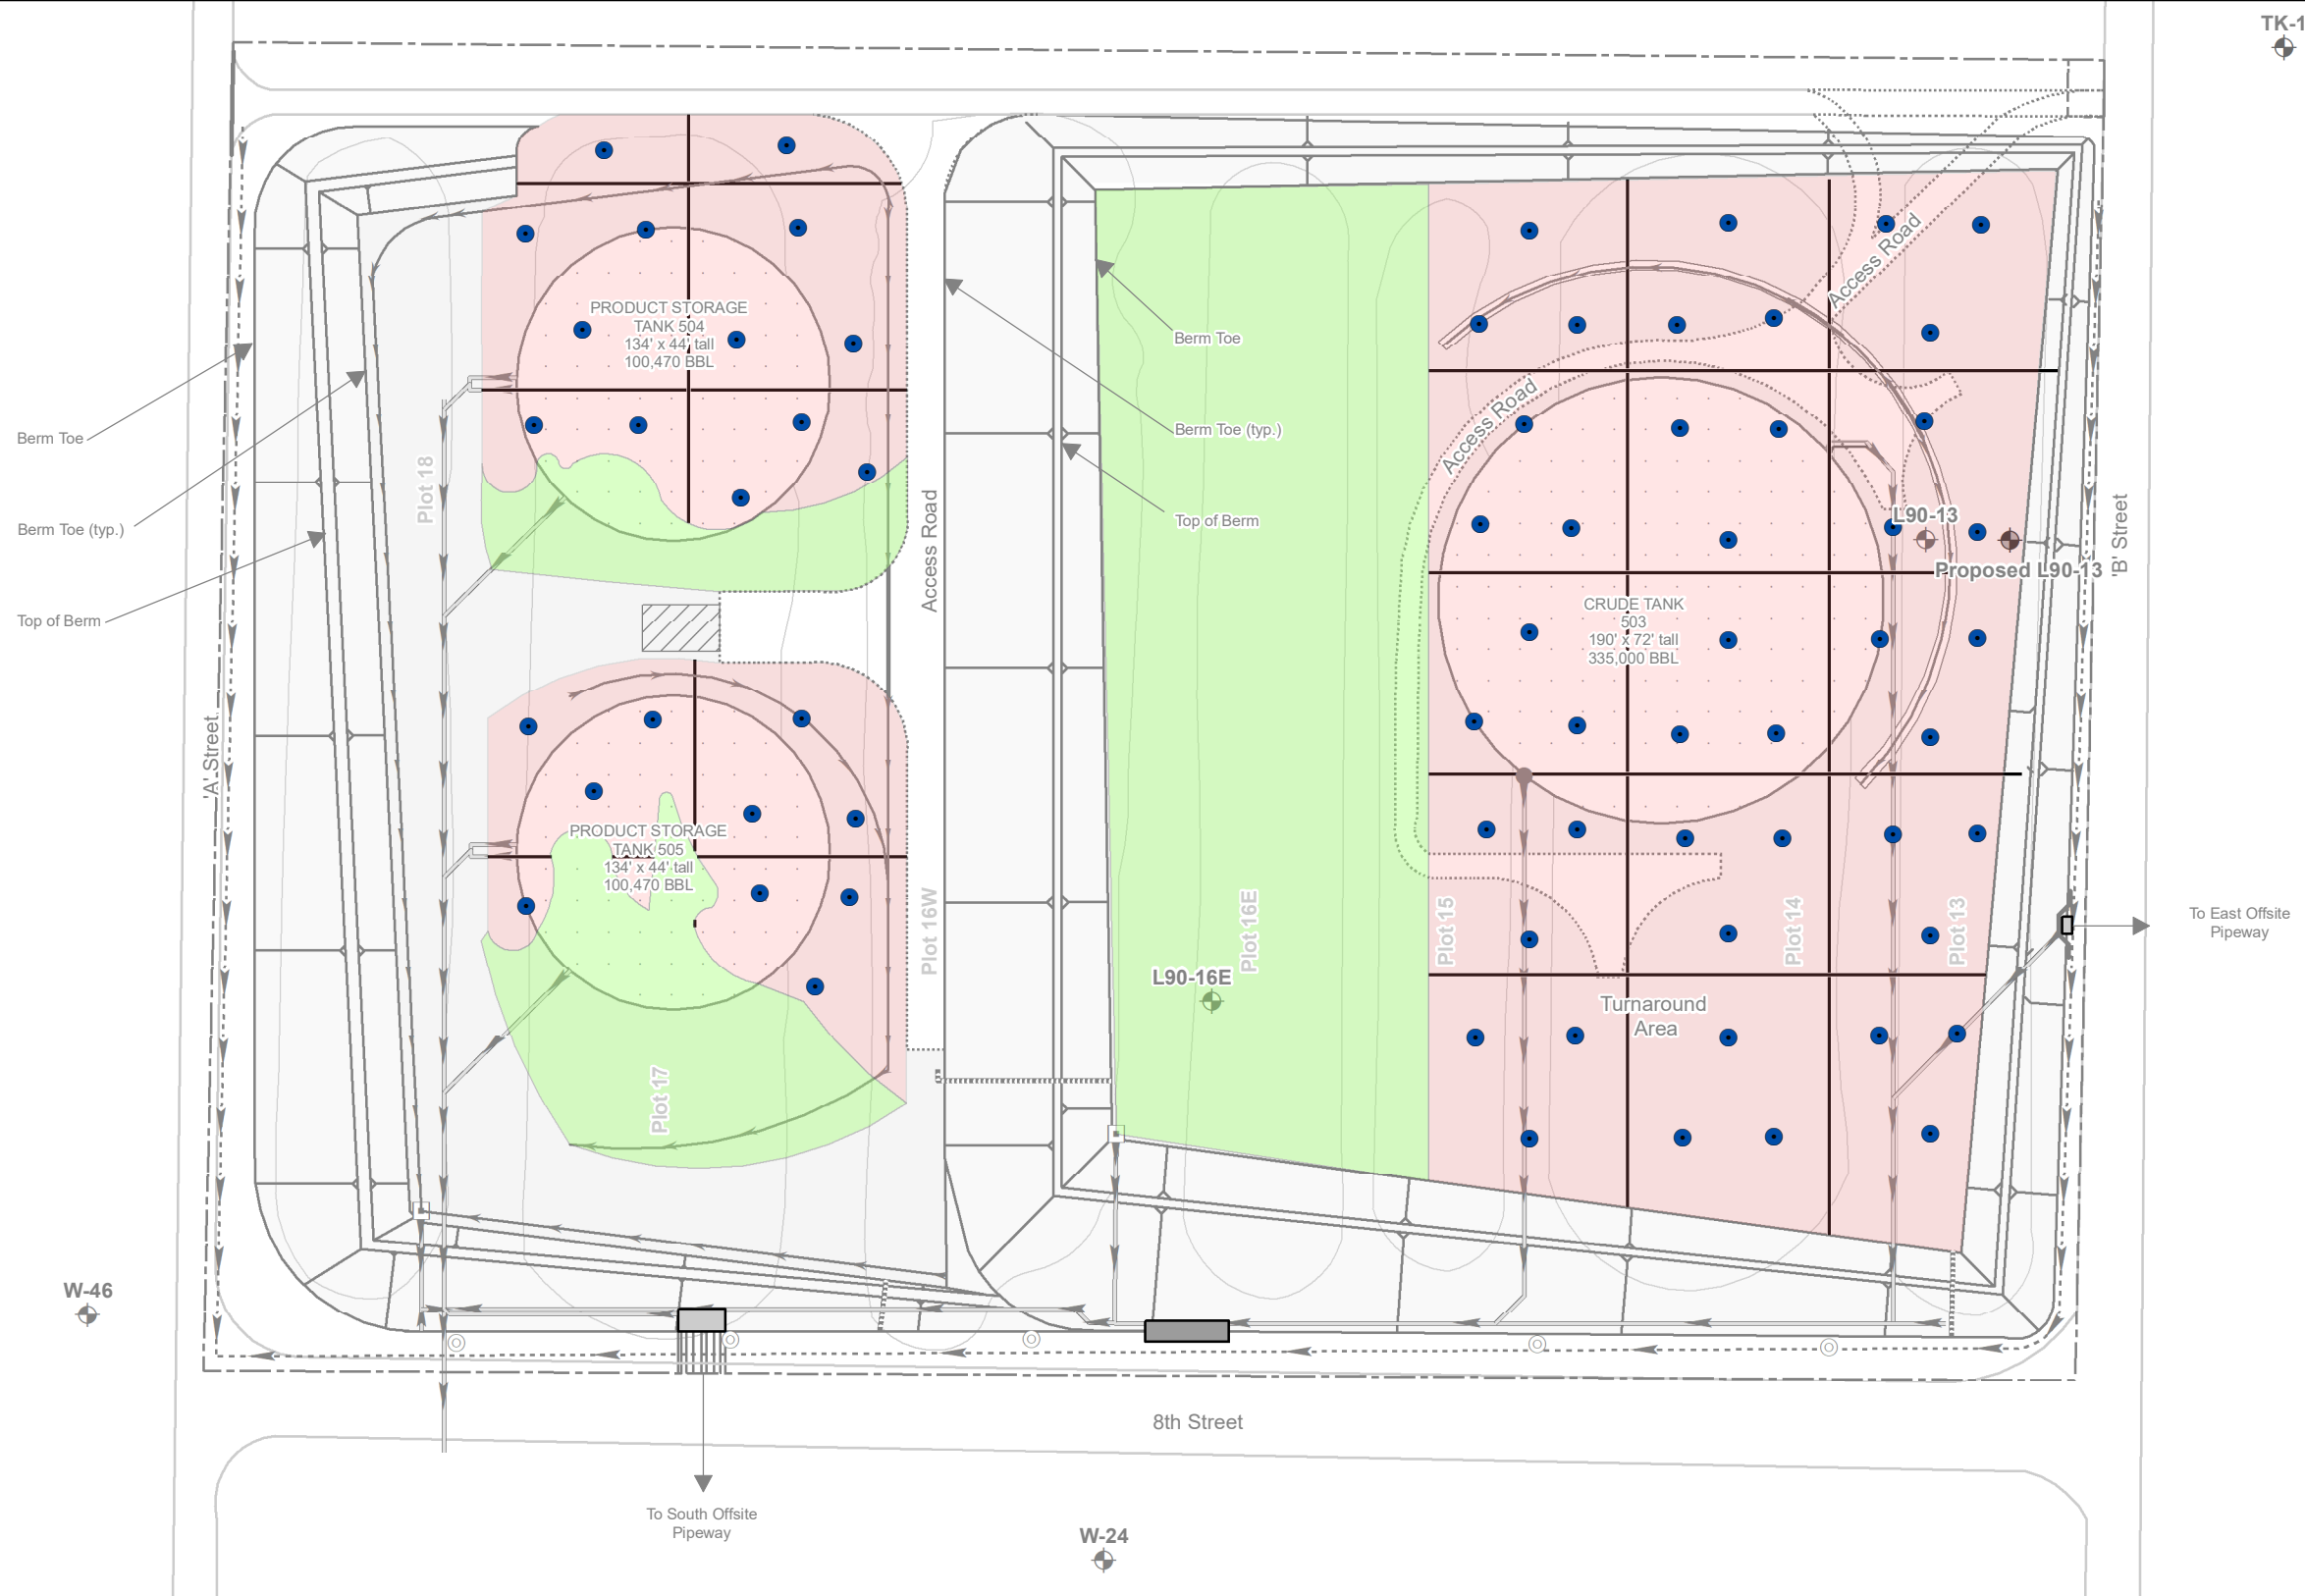 TK-1
PRODUCT STORAGE
TANK 504
134' x 44' tall
100,470 BBL
Access Road
Berm Toe
Berm Toe (typ.)
Top of Berm
Berm Toe
Berm Toe (typ.)
Top of Berm
Plot 18
Access Road
Access Road
L90-13
Proposed L90-13
'B' Street
CRUDE TANK
503
190' x 72' tall
335,000 BBL
'A' Street
PRODUCT STORAGE
TANK 505
134' x 44' tall
100,470 BBL
Plot 16W
Plot 16E
Plot 15
Plot 14
Plot 13
To East Offsite
Pipeway
L90-16E
Turnaround
Area
Plot 17
W-46
8th Street
To South Offsite
Pipeway
W-24